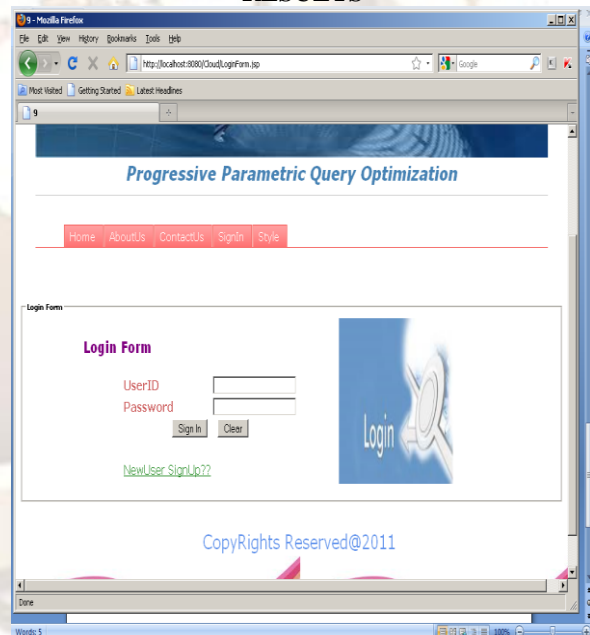 RESULTS
9 - Mozilla Firefox
File Edit View History Bookmarks Tools Help
http://localhost:8080/Cloud/LoginForm.jsp
Google
Most Visited Getting Started Latest Headlines
9
Progressive Parametric Query Optimization
Home AboutUs ContactUs SignIn Style
Login Form
Login Form
UserID
Password
Sign In Clear
Login
NewUser SignUp??
CopyRights Reserved@2011
Done
Words: 5 100%